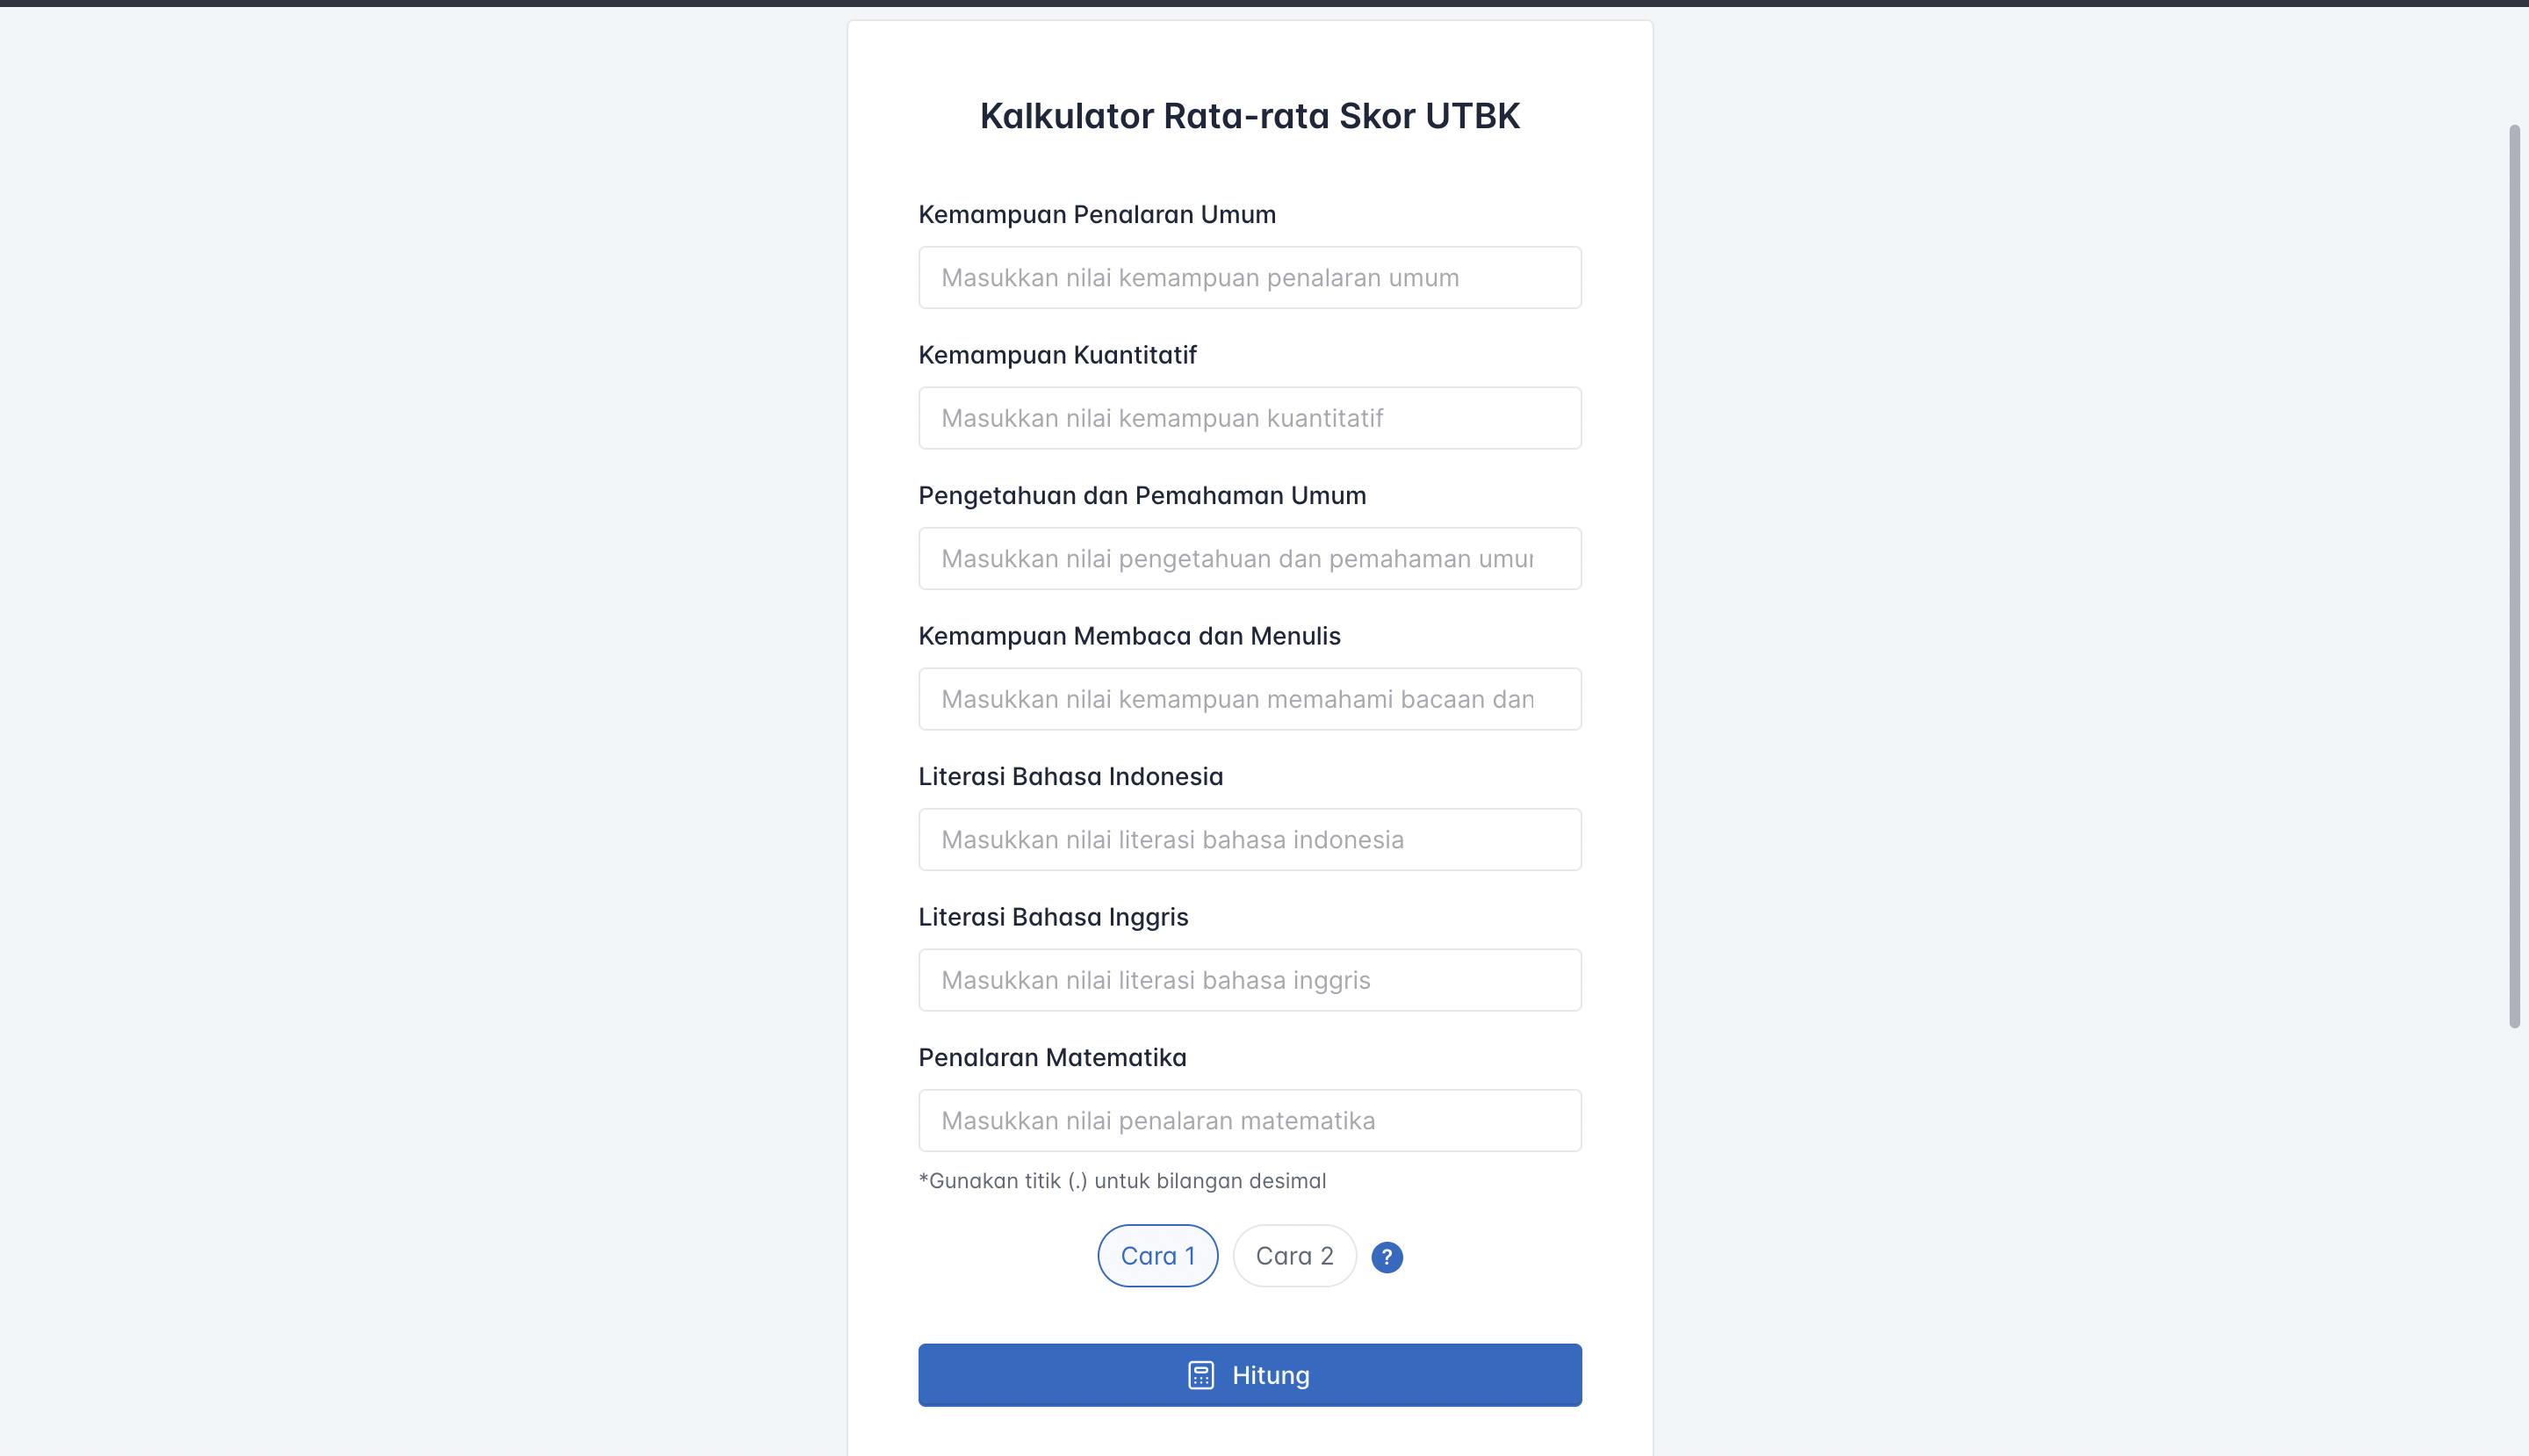 Kalkulator Rata-rata Skor UTBK
Kemampuan Penalaran Umum
Masukkan nilai kemampuan penalaran umum
Kemampuan Kuantitatif
Masukkan nilai kemampuan kuantitatif
Pengetahuan dan Pemahaman Umum
Masukkan nilai pengetahuan dan pemahaman
Kemampuan Membaca dan Menulis
Masukkan nilai kemampuan memahami bacaan dan
Literasi Bahasa Indonesia
Masukkan nilai literasi bahasa indonesia
Literasi Bahasa Inggris
Masukkan nilai literasi bahasa inggris
Penalaran Matematika
Masukkan nilai penalaran matematika
*Gunakan titik (.) untuk bilangan desimal
Cara 1 Cara 2 ?
Hitung